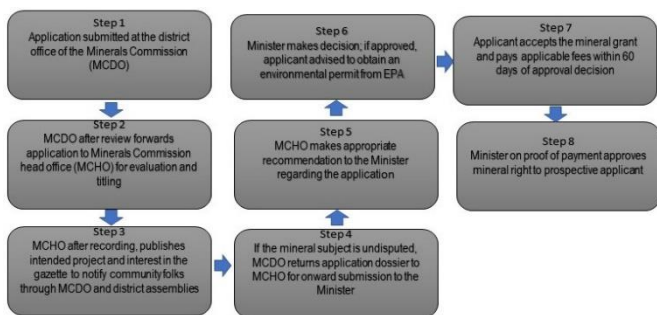 Step 1
Application submitted at the district
office of the Minerals Commission
(MCDO)
Step 2
MCDO after review forwards
application to Minerals Commission
head office (MCHO) for evaluation and
titling
Step 3
MCHO after recording, publishes
intended project and interest in the
gazette to notify community folks
through MCDO and district assemblies
Step 4
If the mineral subject is undisputed,
MCDO returns application dossier to
MCHO for onward submission to the
Minister
Step 5
MCHO makes appropriate
recommendation to the Minister
regarding the application
Step 6
Minister makes decision; if approved,
applicant advised to obtain an
environmental permit from EPA
Step 7
Applicant accepts the mineral grant
and pays applicable fees within 60
days of approval decision
Step 8
Minister on proof of payment approves
mineral right to prospective applicant